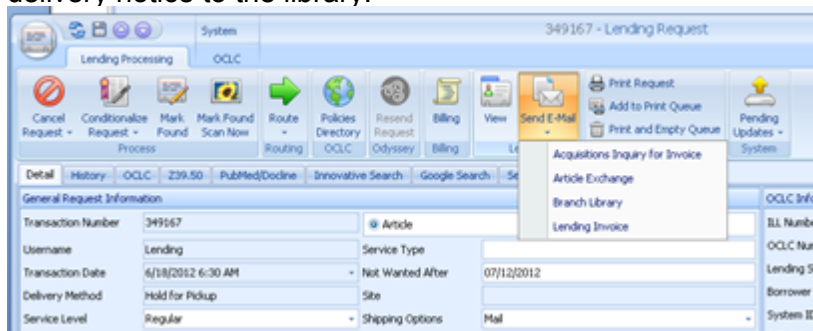 delivery notice to the library.
System
349167 - Lending Request
Lending Processing
OCLC
Cancel Request
Conditionalize Request
Mark Found
Mark Found Scan Now
Route
Policies Directory
Resend Request
Billing
View
Send E-Mail
Print Request
Add to Print Queue
Print and Empty Queue
Pending Updates
Process
Routing
OCLC
Odyssey
Billing
System
Acquisitions Inquiry for Invoice
Article Exchange
Branch Library
Lending Invoice
Detail
History
OCLC
Z39.50
PubMed/Docline
Innovative Search
Google Sear
General Request Information
OCLC Inf
Transaction Number
349167
Article
ILL Numb
Username
Lending
Service Type
OCLC Nu
Transaction Date
6/18/2012 6:30 AM
Not Wanted After
07/12/2012
Lending S
Delivery Method
Hold for Pickup
Site
Borrower
Service Level
Regular
Shipping Options
Mail
System I